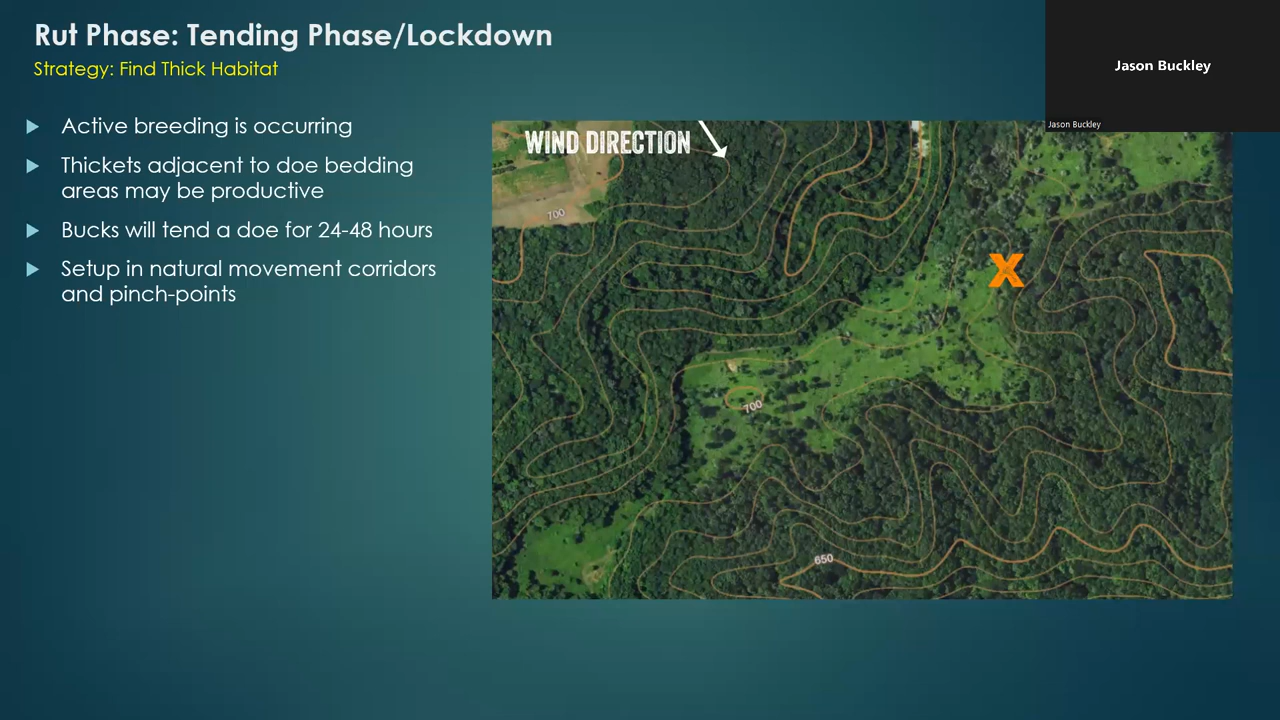 Rut Phase: Tending Phase/Lockdown
Strategy: Find Thick Habitat
Active breeding is occurring
Thickets adjacent to doe bedding
areas may be productive
Bucks will tend a doe for 24-48 hours
Setup in natural movement corridors
and pinch-points
WIND DIRECTION
700
X
700
650
Jason Buckley
Jason Buckley